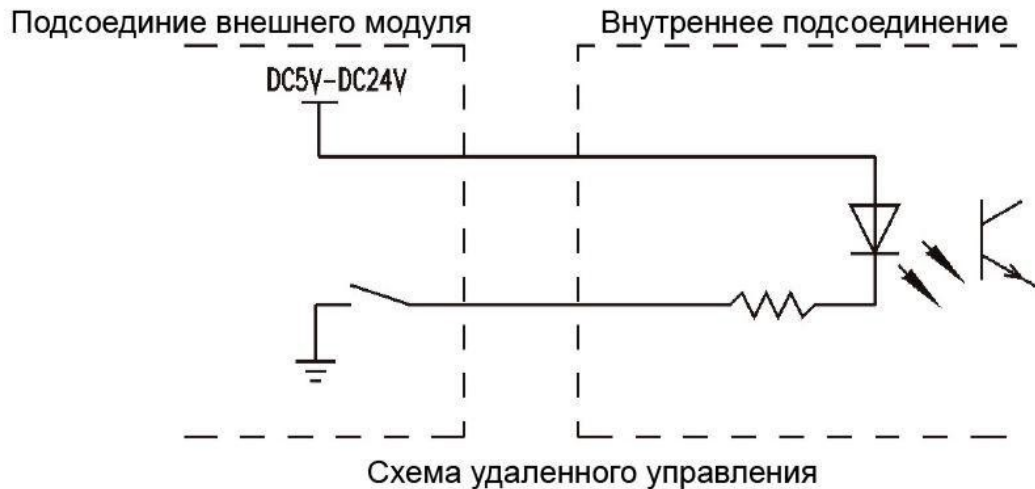 Подсоединие внешнего модуля
Внутреннее подсоединение
DC5V-DC24V
Схема удаленного управления